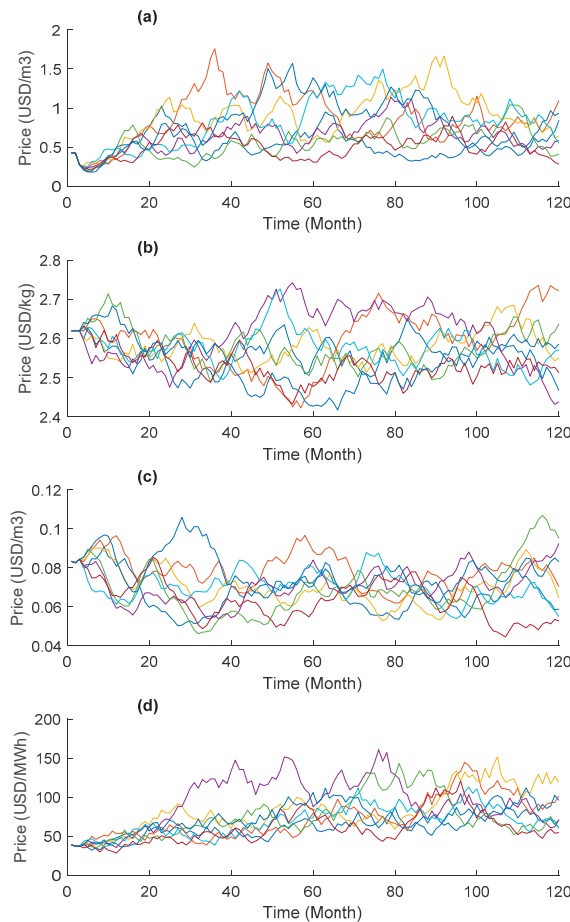 (a)
Price (USD/m3)
2
1.5
1
0.5
0
0 20 40 60 80 100 120
Time (Month)
(b)
Price (USD/kg)
2.8
2.7
2.6
2.5
2.4
0 20 40 60 80 100 120
Time (Month)
(c)
Price (USD/m3)
0.12
0.1
0.08
0.06
0.04
0 20 40 60 80 100 120
Time (Month)
(d)
Price (USD/MWh)
200
150
100
50
0
0 20 40 60 80 100 120
Time (Month)